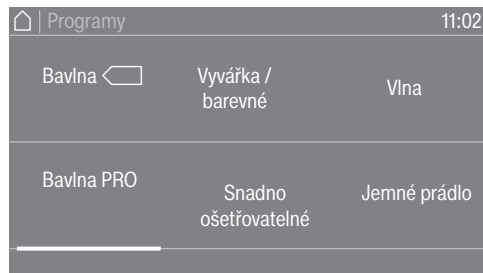 Programy 11:02
Bavlna
Vyvářka /
barevné
Vlna
Bavlna PRO
Snadno
ošetřovatelné
Jemné prádlo